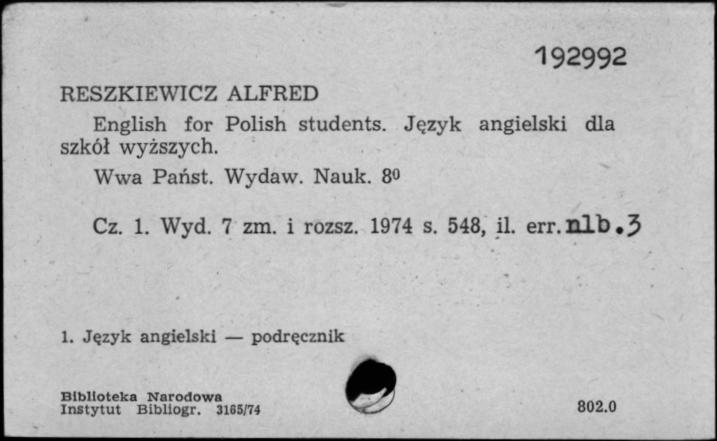 192992
RESZKIEWICZ ALFRED
English for Polish students. Język angielski dla
szkół wyższych.
Wwa Państ. Wydaw. Nauk. 8⁰
Cz. 1. Wyd. 7 zm. i rozsz. 1974 s. 548, il. err. nlb.3
1. Język angielski — podręcznik
Biblioteka Narodowa
Instytut Bibliogr. 3165/74
802.0